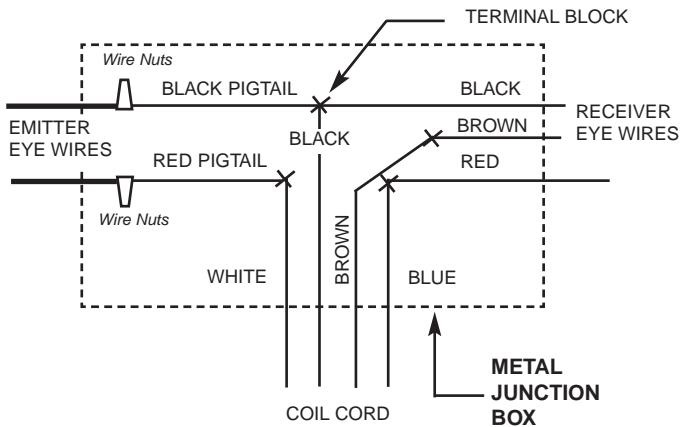 TERMINAL BLOCK
Wire Nuts
BLACK PIGTAIL
BLACK
EMITTER
EYE WIRES
BLACK
BROWN
RECEIVER
EYE WIRES
RED PIGTAIL
RED
Wire Nuts
WHITE
BROWN
BLUE
METAL
JUNCTION
BOX
COIL CORD